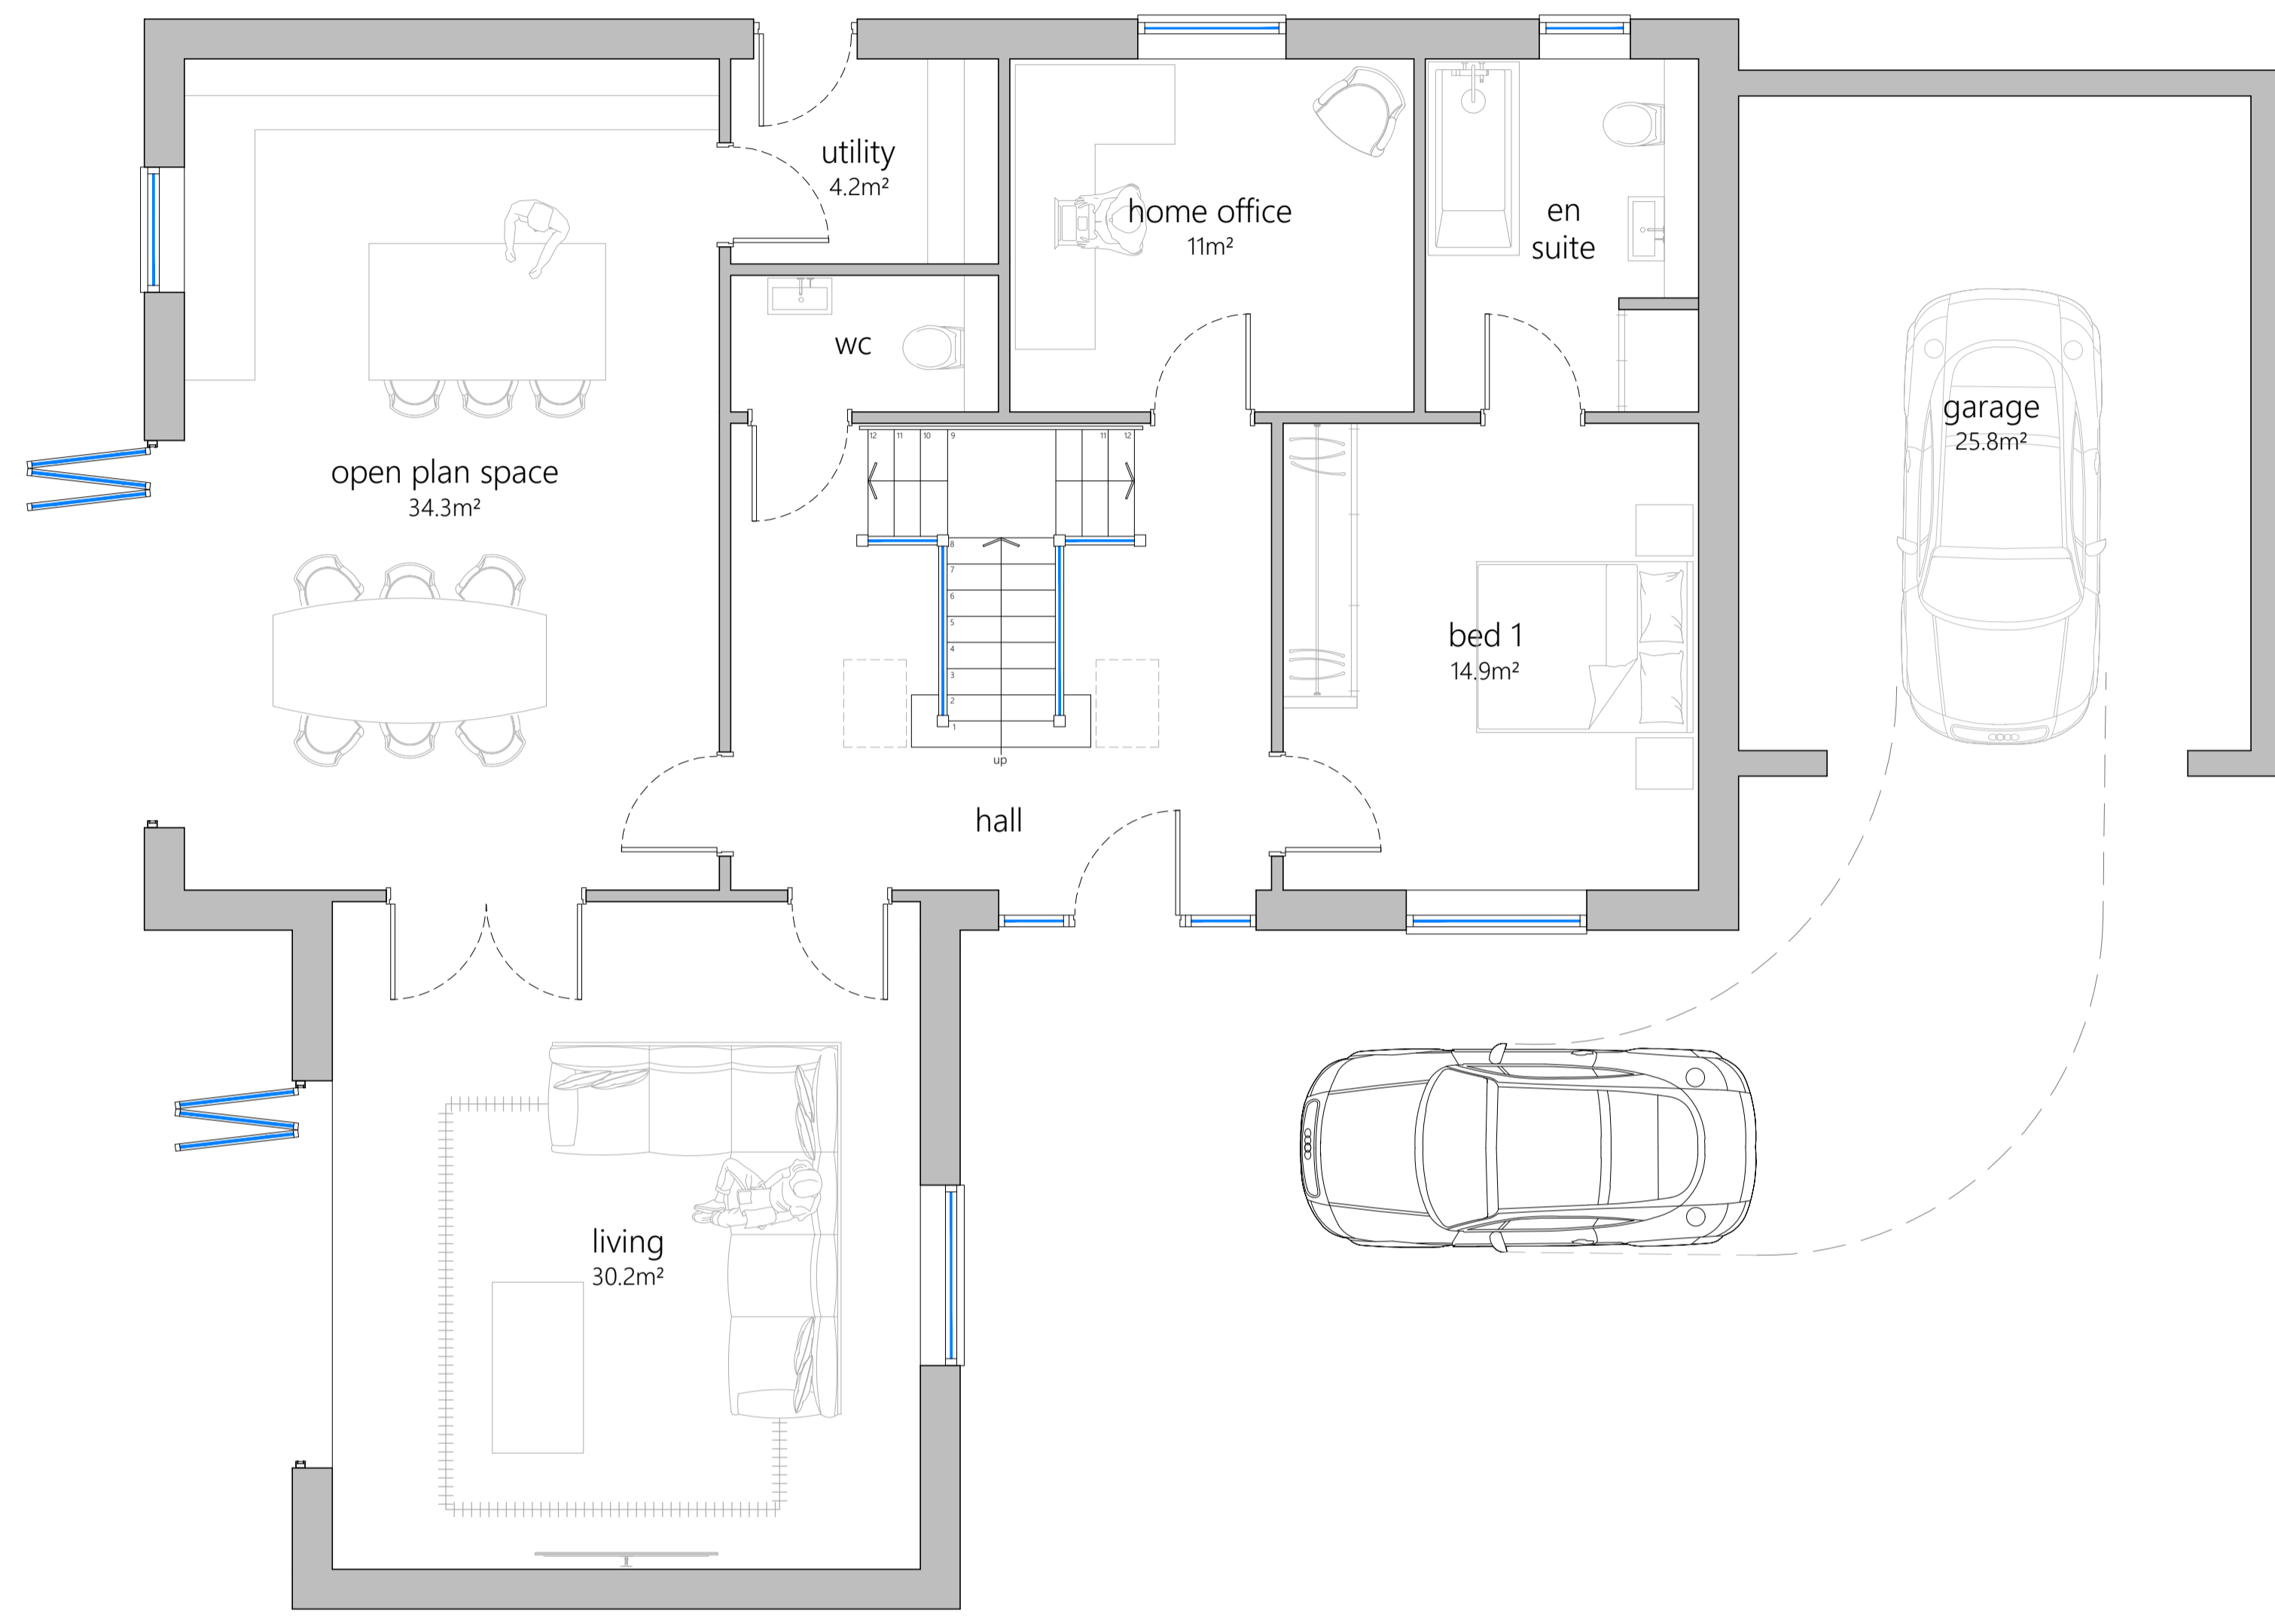 utility
4.2m²
home office
11m²
en
suite
wc
garage
25.8m²
open plan space
34.3m²
12 11 10 9
11 12
8
7
6
5
4
3
2
1
up
bed 1
14.9m²
hall
living
30.2m²